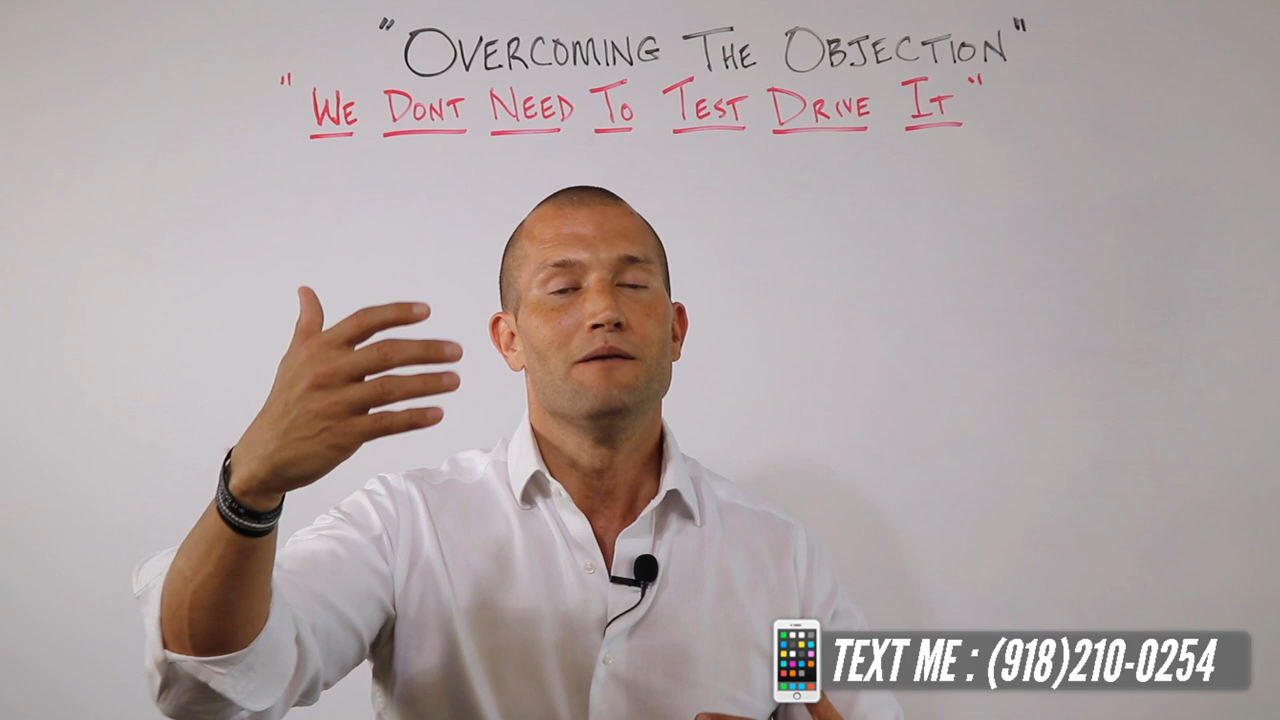 "OVERCOMING THE OBJECTION"
"WE DONT NEED TO TEST DRIVE IT"
TEXT ME : (918)210-0254